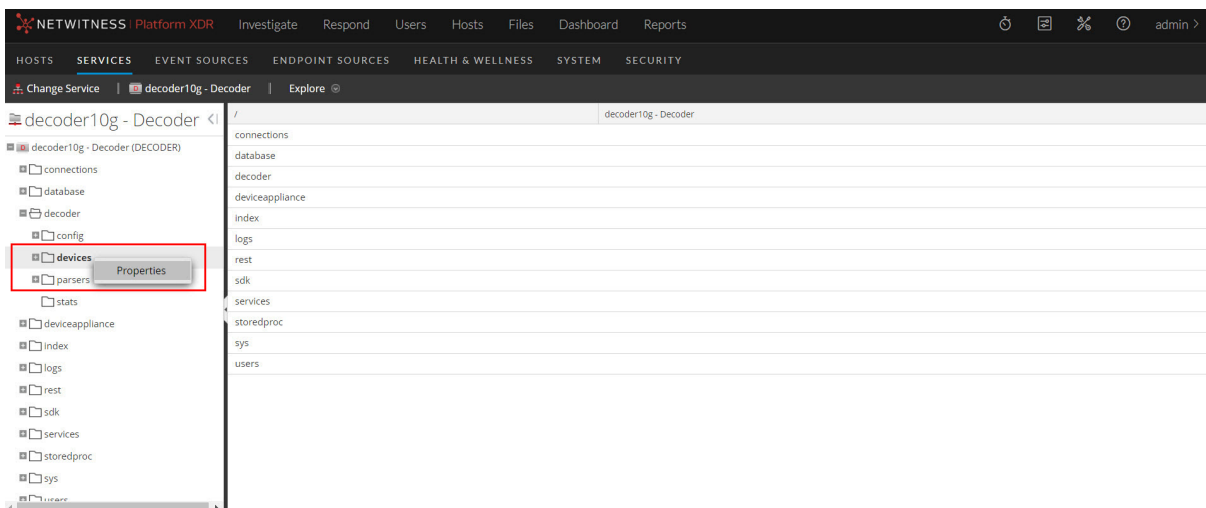 NETWITNESS | Platform XDR Investigate Respond Users Hosts Files Dashboard Reports admin >
HOSTS SERVICES EVENT SOURCES ENDPOINT SOURCES HEALTH & WELLNESS SYSTEM SECURITY
Change Service | decoder10g - Decoder | Explore
decoder10g - Decoder
decoder10g - Decoder (DECODER)
connections
database
decoder
config
devices
Properties
parsers
stats
deviceappliance
index
logs
rest
sdk
services
storedproc
sys
users
/ decoder10g - Decoder
connections
database
decoder
deviceappliance
index
logs
rest
sdk
services
storedproc
sys
users